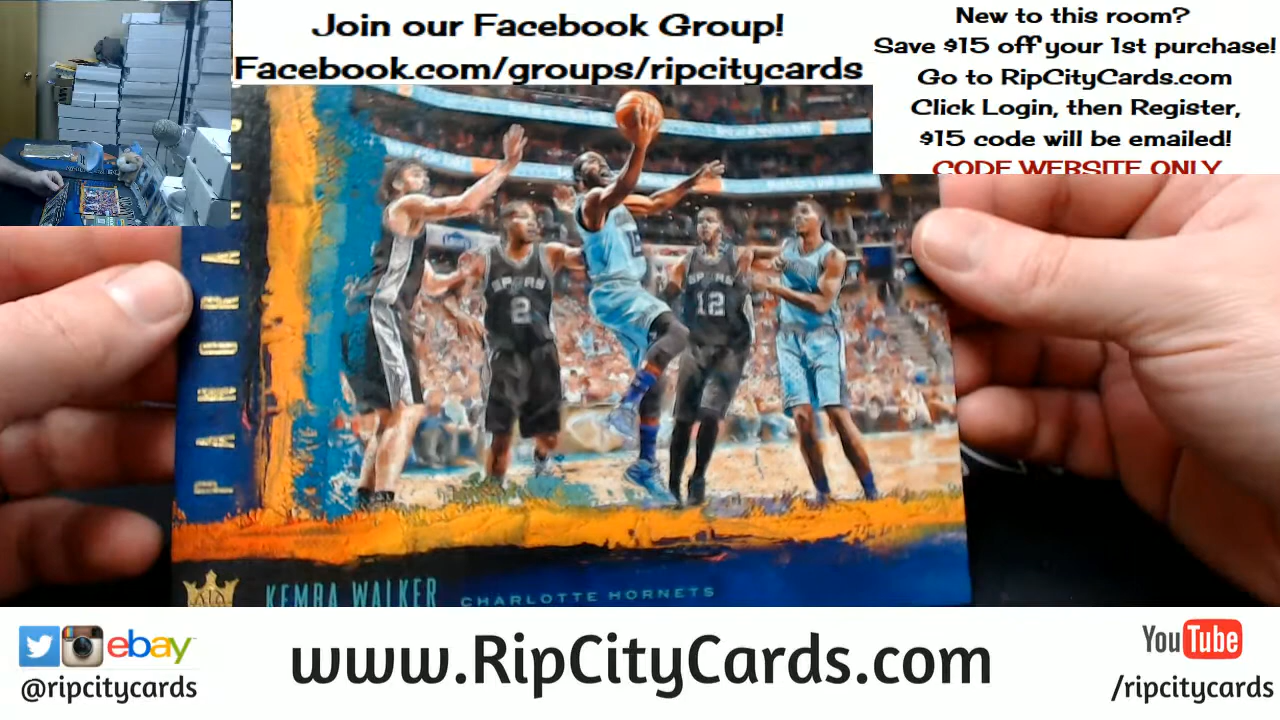 Join our Facebook Group!
Facebook.com/groups/ripcitycards
New to this room?
Save $15 off your 1st purchase!
Go to RipCityCards.com
Click Login, then Register,
$15 code will be emailed!
CODE WEBSITE ONLY
SPURS
2
SPURS
12
KEMBA WALKER
CHARLOTTE HORNETS
ebay
@ripcitycards
www.RipCityCards.com
YouTube
/ripcitycards